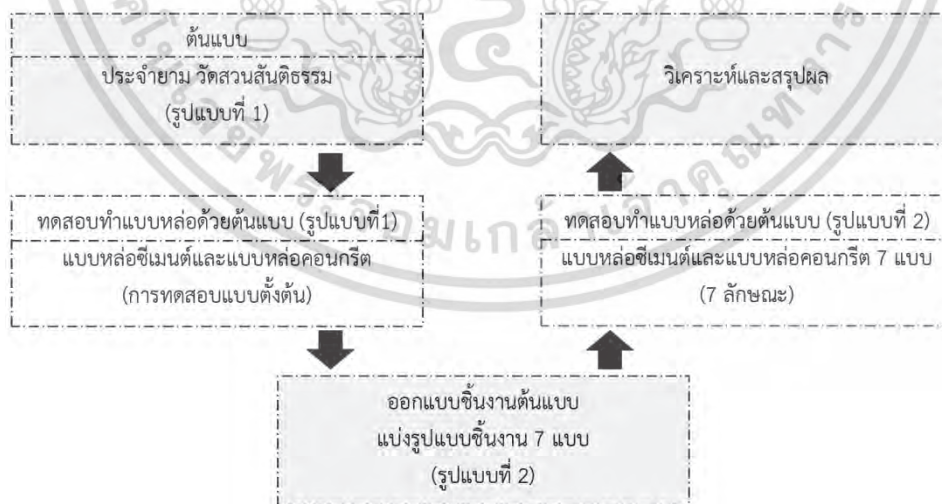 ต้นแบบ
ประจำยาม วัดสวนสันติธรรม
(รูปแบบที่ 1)
ทดสอบทำแบบหล่อด้วยต้นแบบ (รูปแบบที่1)
แบบหล่อซีเมนต์และแบบหล่อคอนกรีต
(การทดสอบแบบตั้งต้น)
ออกแบบชิ้นงานต้นแบบ
แบ่งรูปแบบชิ้นงาน 7 แบบ
(รูปแบบที่ 2)
ทดสอบทำแบบหล่อด้วยต้นแบบ (รูปแบบที่ 2)
แบบหล่อซีเมนต์และแบบหล่อคอนกรีต 7 แบบ
(7 ลักษณะ)
วิเคราะห์และสรุปผล